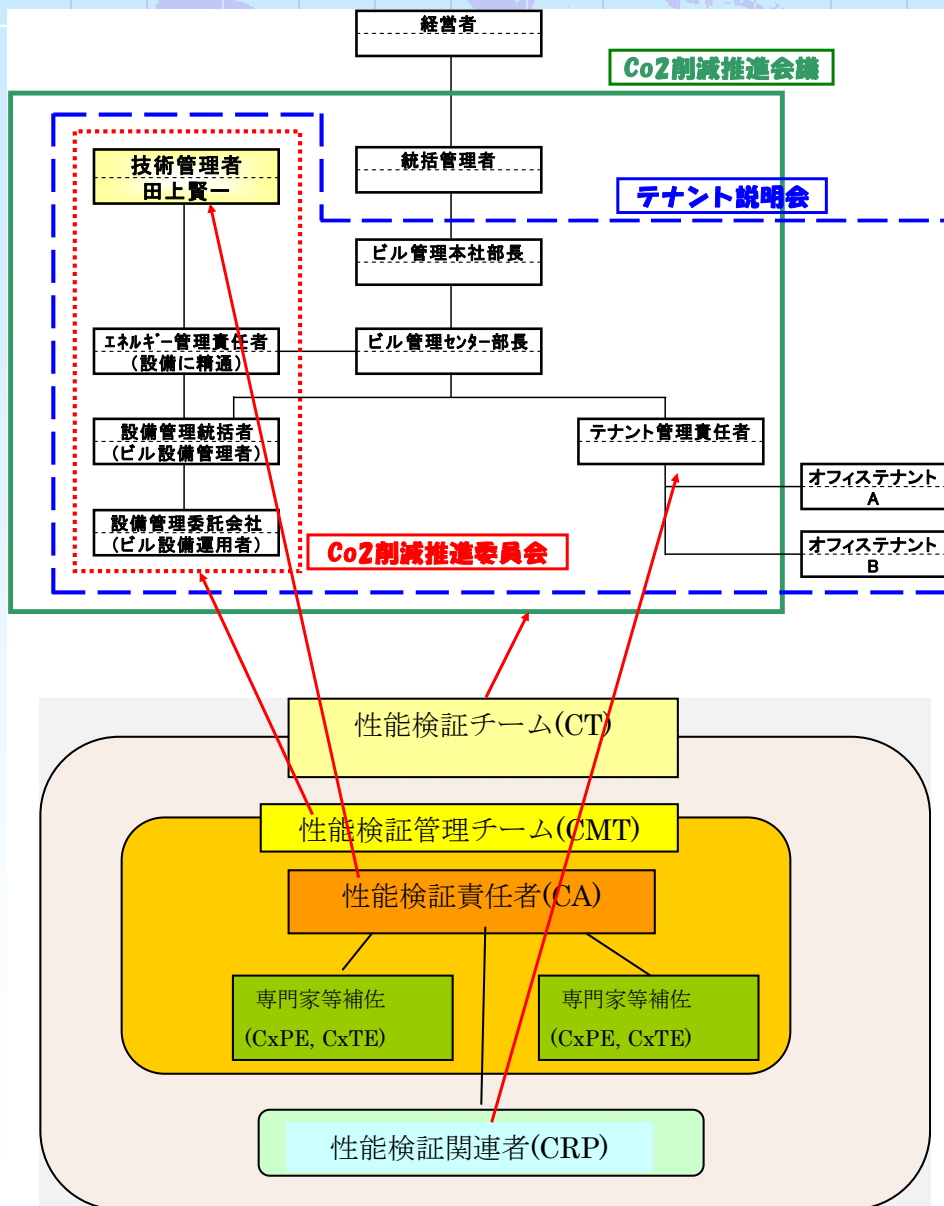 経営者
Co2削減推進会議
技術管理者
田上賢一
統括管理者
テナント説明会
ビル管理本社部長
エネルギー管理責任者
(設備に精通)
ビル管理センター部長
設備管理統括者
(ビル設備管理者)
テナント管理責任者
オフィステナント
A
設備管理委託会社
(ビル設備運用者)
Co2削減推進委員会
オフィステナント
B
性能検証チーム(CT)
性能検証管理チーム(CMT)
性能検証責任者(CA)
専門家等補佐
(CxPE, CxTE)
専門家等補佐
(CxPE, CxTE)
性能検証関連者(CRP)